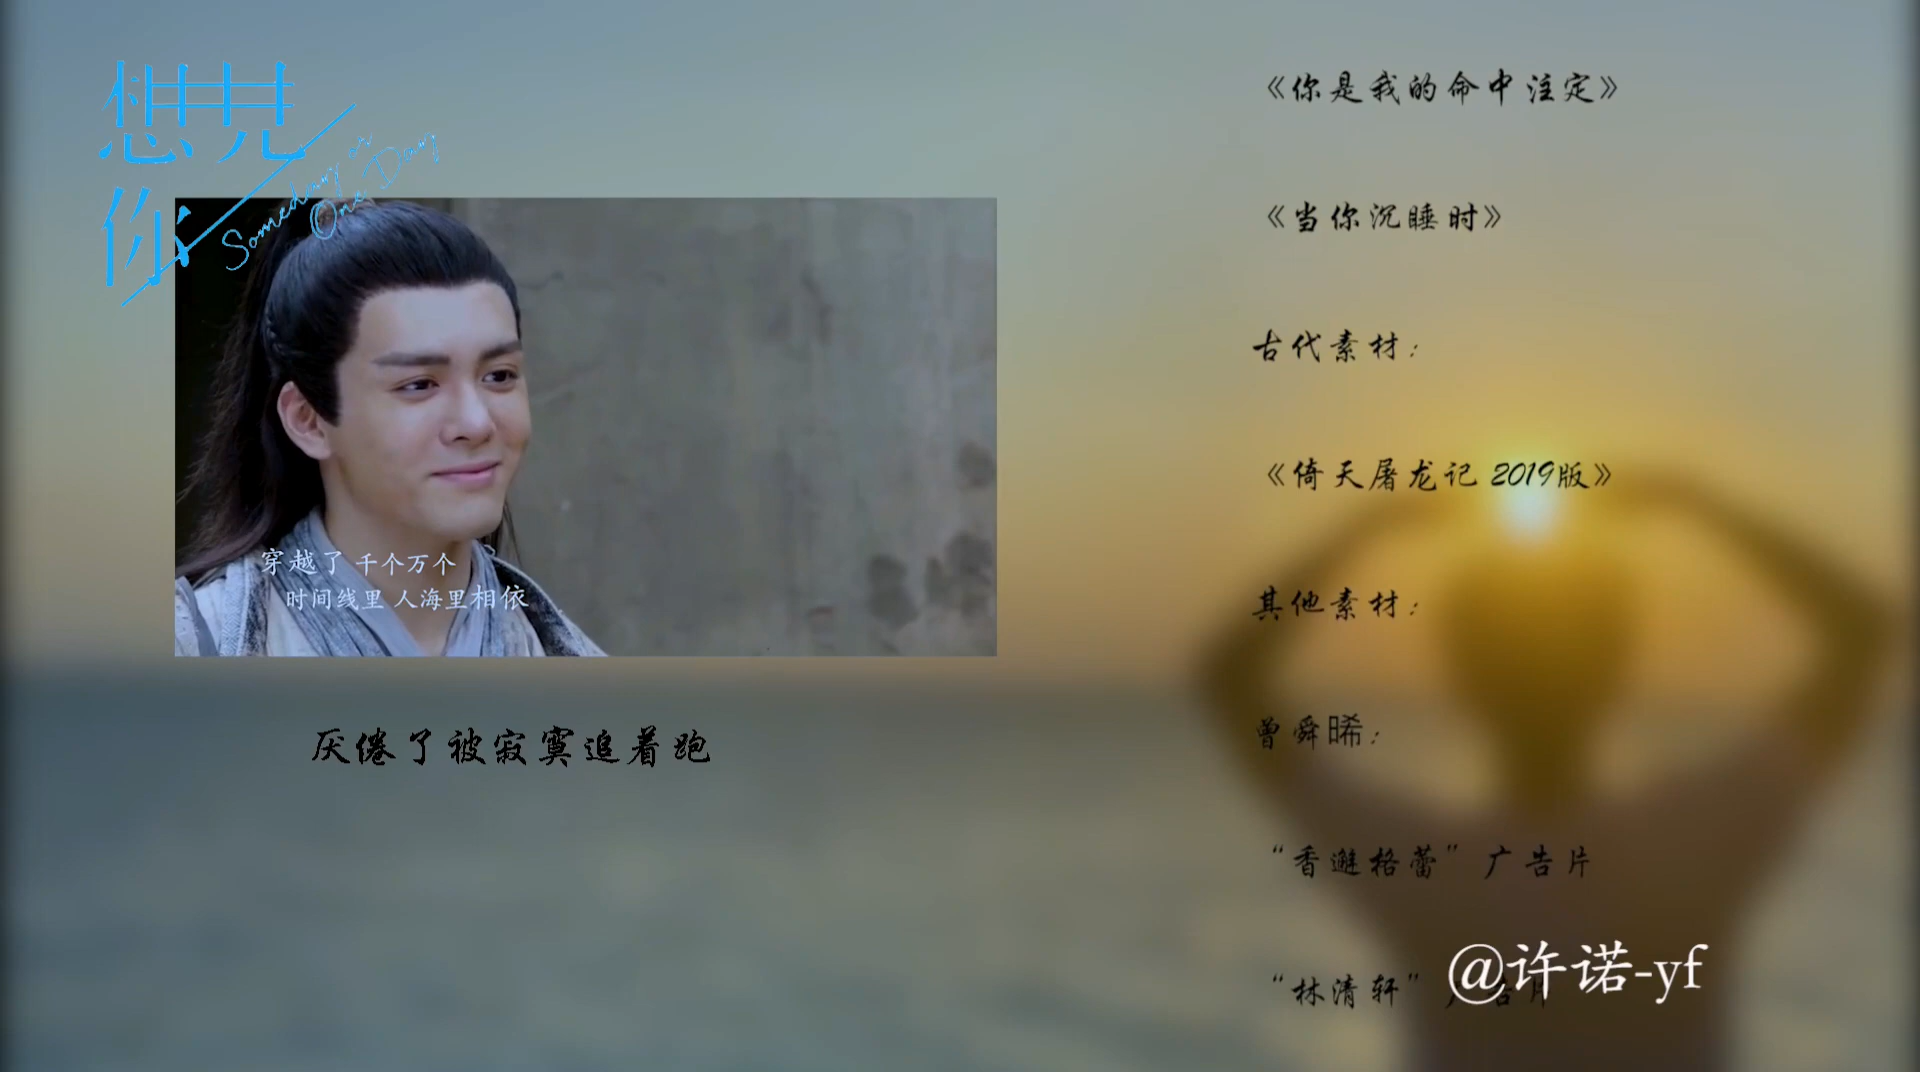 想见你
Someday or
One Day
穿越了 千个万个
时间线里 人海里相依
厌倦了被寂寞追着跑
《你是我的命中注定》
《当你沉睡时》
古代素材：
《倚天屠龙记 2019版》
其他素材：
曾舜晞：
“香邂格蕾”广告片
“林清轩”广告片
@许诺-yf